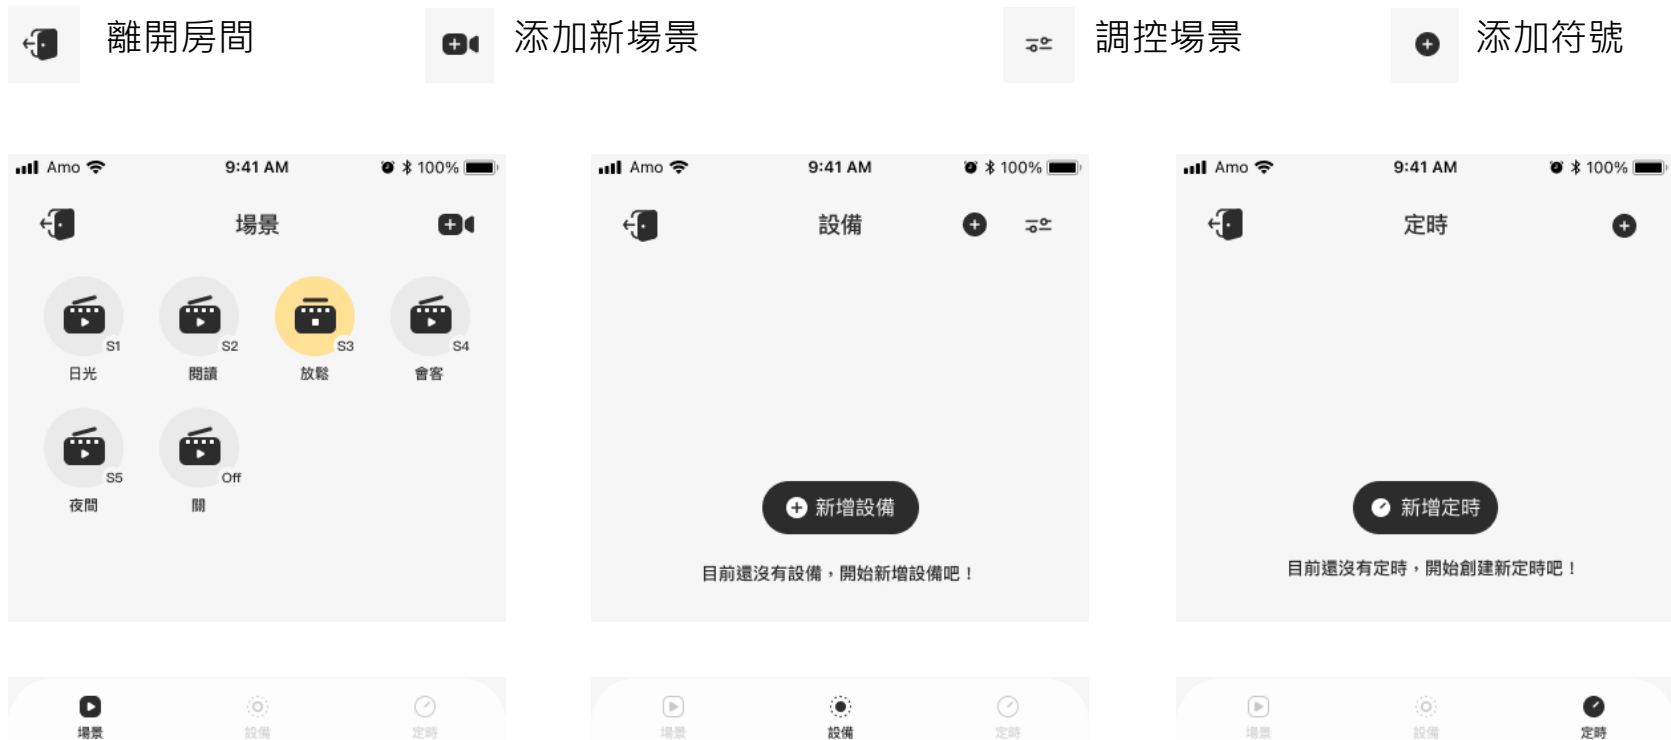 離開房間
添加新場景
調控場景
添加符號
Amo 9:41 AM 100%
場景
S1 S2 S3 S4
日光 閱讀 放鬆 會客
S5 Off
夜間 關
場景 設備 定時
Amo 9:41 AM 100%
設備
新增設備
目前還沒有設備,開始新增設備吧!
場景 設備 定時
Amo 9:41 AM 100%
定時
新增定時
目前還沒有定時,開始創建新定時吧!
場景 設備 定時